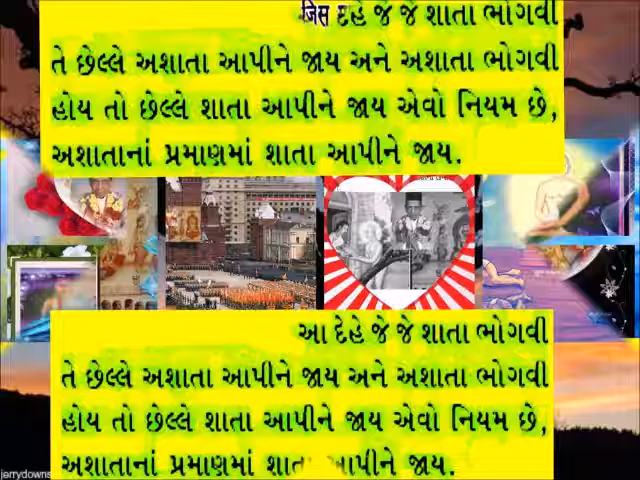 जिस દેહે જે જે શાતા ભોગવી
તે છેલ્લે અશાતા આપીને જાય અને અશાતા ભોગવી
હોય તો છેલ્લે શાતા આપીને જાય એવો નિયમ છે,
અશાતાનાં પ્રમાણમાં શાતા આપીને જાય.
આ દેહે જે જે શાતા ભોગવી
તે છેલ્લે અશાતા આપીને જાય અને અશાતા ભોગવી
હોય તો છેલ્લે શાતા આપીને જાય એવો નિયમ છે,
અશાતાનાં પ્રમાણમાં આપીને જાય.
jerrydowns